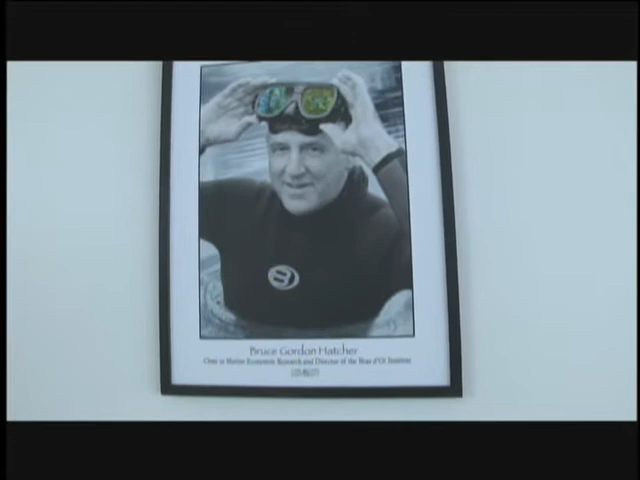 Bruce Gordon Hatcher
Chair in Marine Ecosystem Research and Director of the Bras d'Or Institute